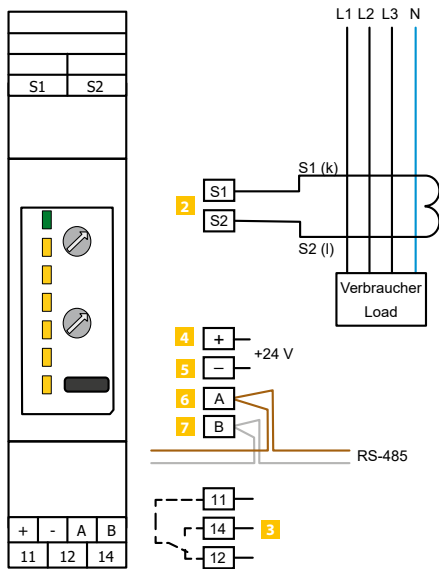 L1 L2 L3 N
S1 S2
S1 (k)
2 S1
S2
S2 (l)
Verbraucher
Load
4 +
+24 V
5 –
6 A
7 B
RS-485
11
14 3
12
+ - A B
11 12 14